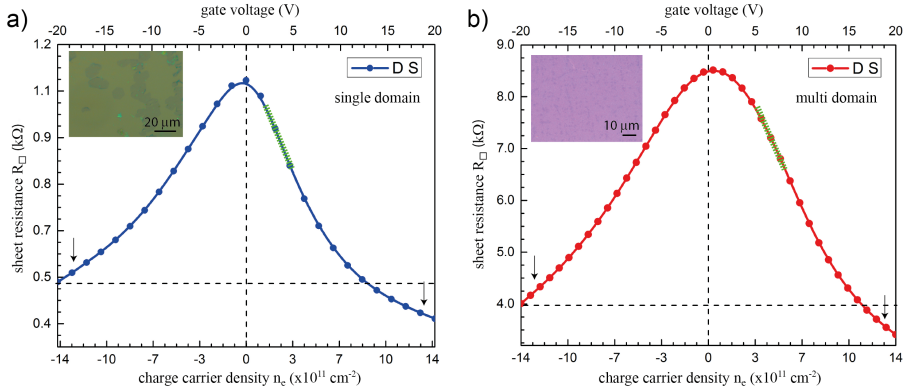 a)
gate voltage (V)
-20 -15 -10 -5 0 5 10 15 20
sheet resistance R□ (kΩ)
1.2
1.1
0.9
0.8
0.7
0.5
0.4
20 μm
D S
single domain
-14 -10 -7 -3 0 3 7 10 14
charge carrier density nₑ (x10¹¹ cm⁻²)
b)
gate voltage (V)
-20 -15 -10 -5 0 5 10 15 20
sheet resistance R□ (kΩ)
9.0
8.0
7.0
6.0
5.0
4.0
10 μm
D S
multi domain
-14 -10 -7 -3 0 3 7 10 14
charge carrier density nₑ (x10¹¹ cm⁻²)